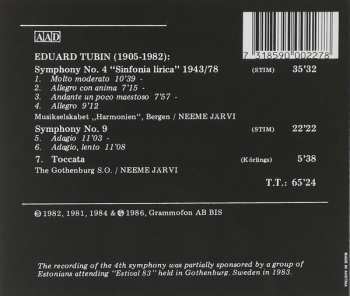 AAD
7 318590 002278
EDUARD TUBIN (1905-1982):
Symphony No. 4 "Sinfonia lirica" 1943/78 (STIM) 35'32
1. Molto moderato 10'39 -
2. Allegro con anima 7'15 -
3. Andante un poco maestoso 7'57 -
4. Allegro 9'12
Musikselskabet „Harmonien", Bergen / NEEME JARVI
Symphony No. 9 (STIM) 22'22
5. Adagio 11'03 -
6. Adagio, lento 11'08
7. Toccata (Körlings) 5'38
The Gothenburg S.O. / NEEME JARVI
T.T.: 65'24
℗ 1982, 1981, 1984 & © 1986, Grammofon AB BIS
The recording of the 4th symphony was partially sponsored by a group of
Estonians attending "Estival 83" held in Gothenburg, Sweden in 1983.
MADE IN AUSTRIA